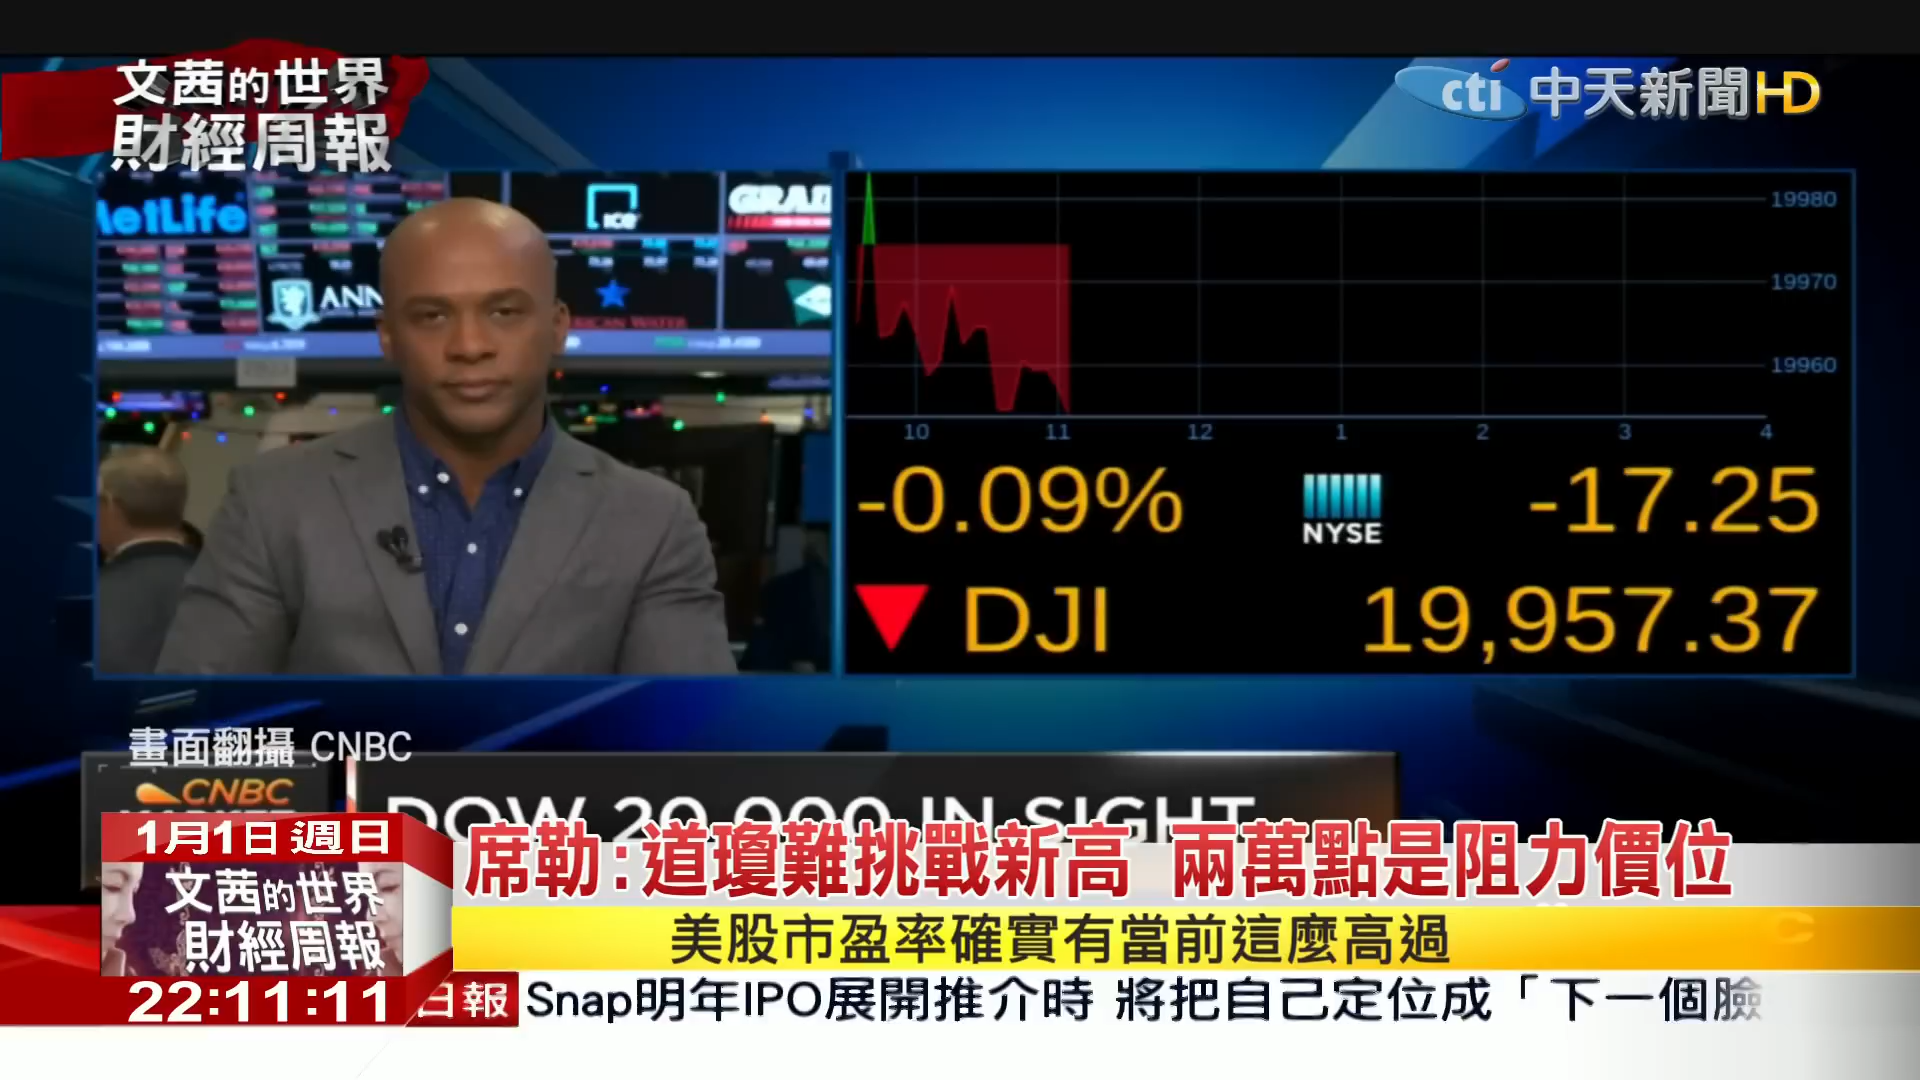 文茜的世界
財經周報
cti 中天新聞HD
MetLife
ice
ANN
19980
19970
19960
10 11 12 1 2 3 4
-0.09% NYSE -17.25
DJI 19,957.37
畫面翻攝 CNBC
CNBC
DOW 20,000 IN SIGHT
1月1日 週日
席勒:道瓊難挑戰新高 兩萬點是阻力價位
文茜的世界
財經周報
美股市盈率確實有當前這麼高過
22:11:11
日報 Snap明年IPO展開推介時 將把自己定位成「下一個臉